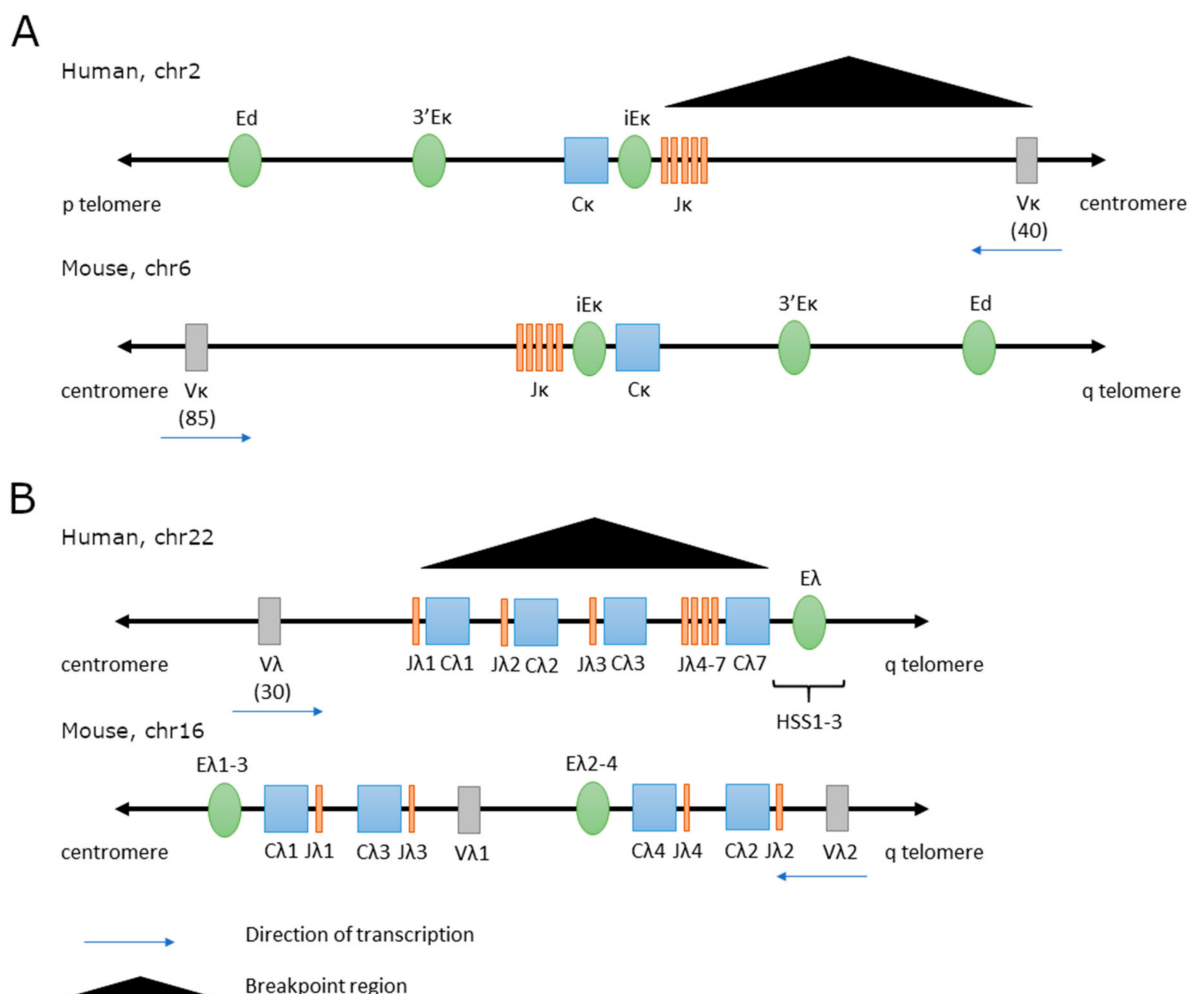 A
Human, chr2
Ed 3'Eκ iEκ
Cκ Jκ Vκ
p telomere centromere
(40)
Mouse, chr6
iEκ 3'Eκ Ed
centromere Vκ Jκ Cκ q telomere
(85)
B
Human, chr22
Eλ
centromere Vλ Jλ1 Cλ1 Jλ2 Cλ2 Jλ3 Cλ3 Jλ4-7 Cλ7 q telomere
(30)
HSS1-3
Mouse, chr16
Eλ1-3 Eλ2-4
centromere Cλ1 Jλ1 Cλ3 Jλ3 Vλ1 Cλ4 Jλ4 Cλ2 Jλ2 Vλ2 q telomere
Direction of transcription
Breakpoint region